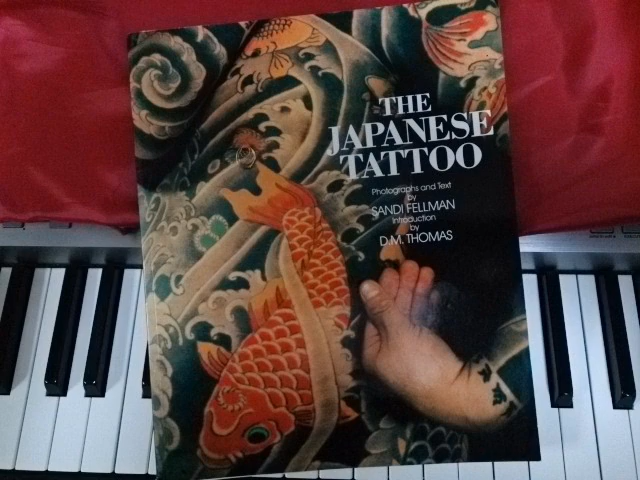 THE
JAPANESE
TATTOO
Photographs and Text
by
SANDI FELLMAN
Introduction
by
D.M. THOMAS